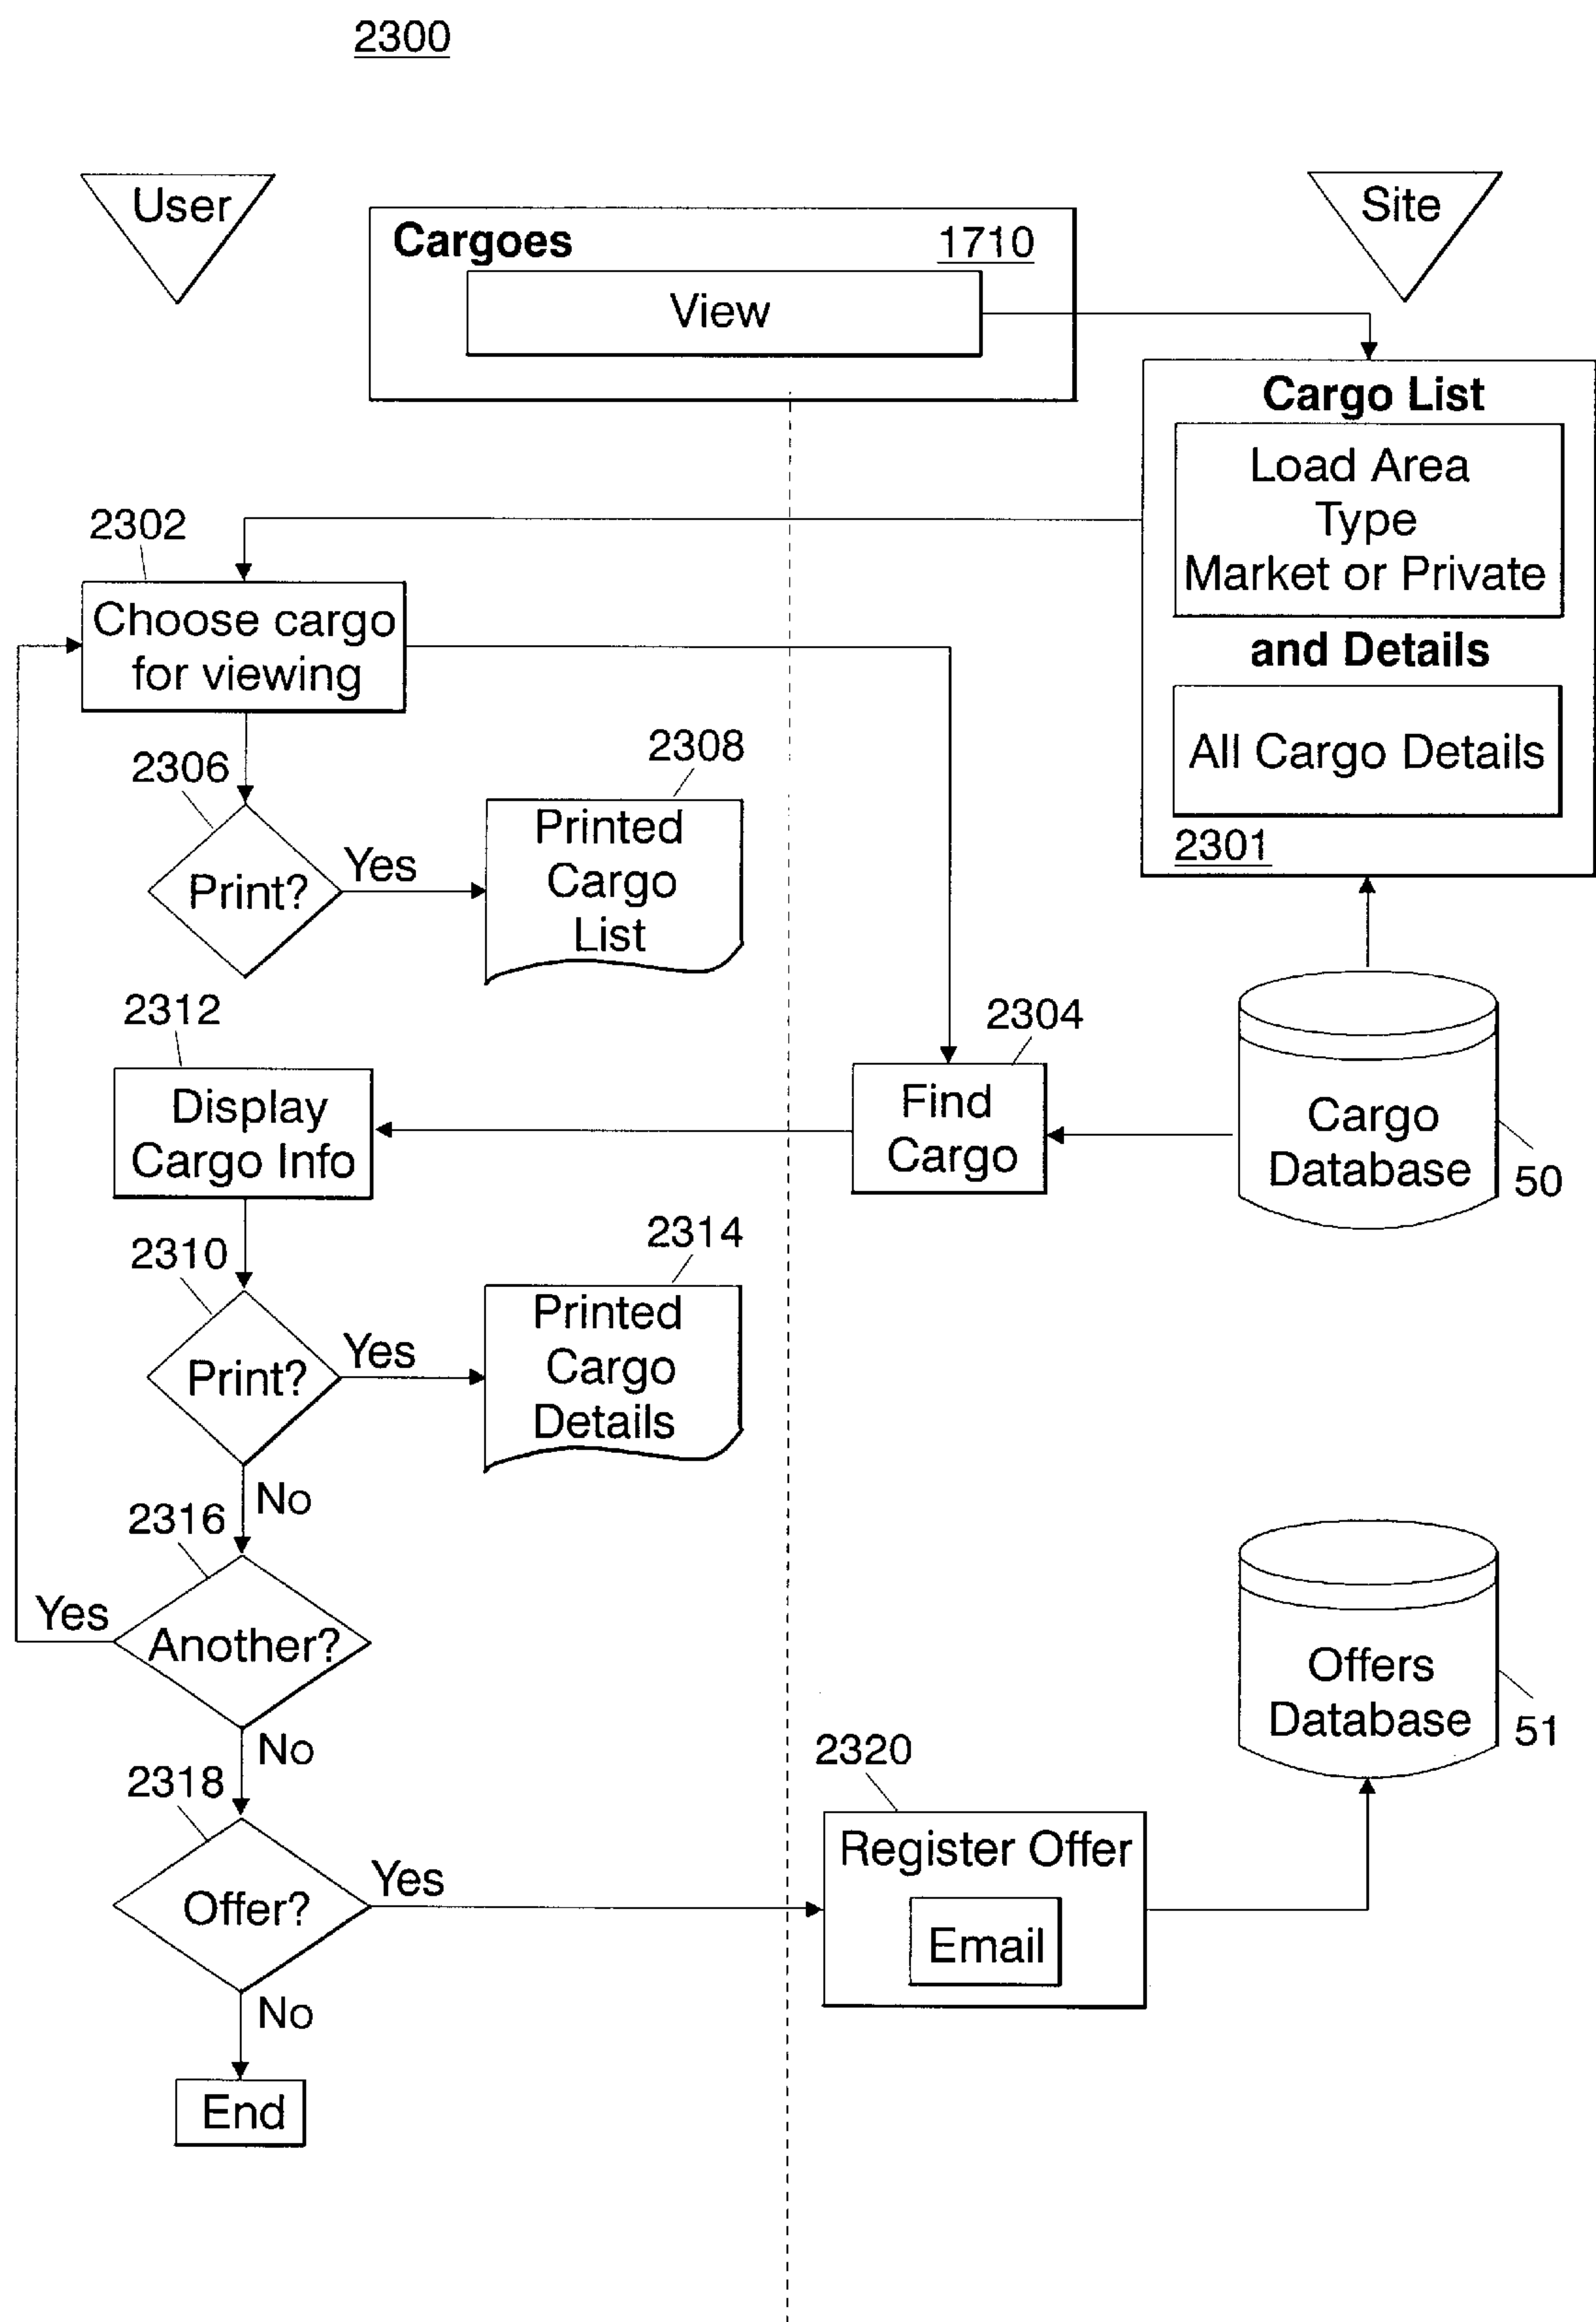 2300
User
Site
Cargoes
1710
View
Cargo List
Load Area
Type
Market or Private
and Details
All Cargo Details
2301
2302
Choose cargo
for viewing
2306
Print?
Yes
2308
Printed
Cargo
List
2312
Display
Cargo Info
2304
Find
Cargo
Cargo
Database
50
2310
Print?
Yes
2314
Printed
Cargo
Details
No
2316
Another?
Yes
No
Offers
Database
51
2318
Offer?
Yes
2320
Register Offer
Email
No
End